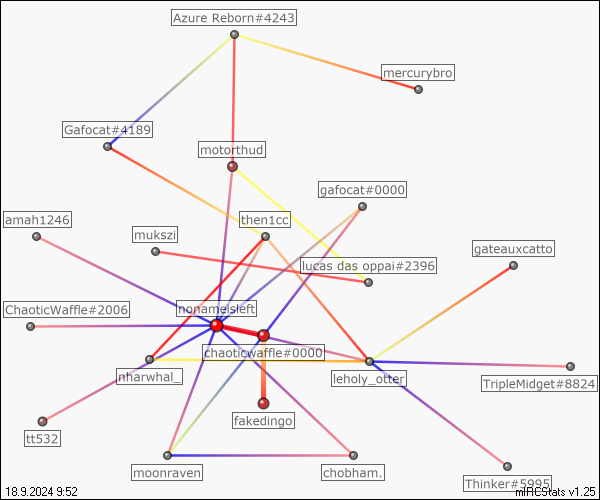 Azure Reborn#4243
mercurybro
Gafocat#4189
motorthud
gafocat#0000
amah1246
then1cc
mukszi
gateauxcatto
lucas das oppai#2396
ChaoticWaffle#2006
nonameisleft
chaoticwaffle#0000
nharwhal_
leholy_otter
TripleMidget#8824
fakedingo
tt532
moonraven
chobham.
Thinker#5995
18.9.2024 9:52
mIRCStats v1.25